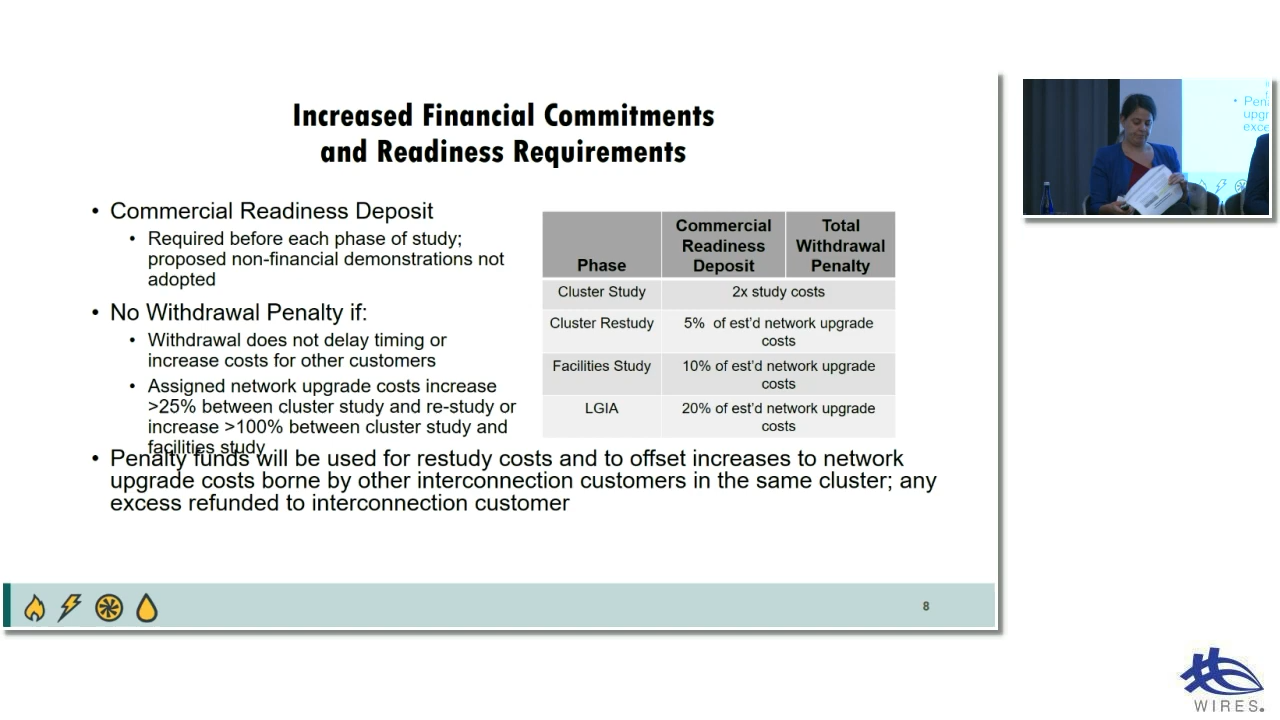 Increased Financial Commitments
and Readiness Requirements
• Commercial Readiness Deposit
• Required before each phase of study;
proposed non-financial demonstrations not
adopted
• No Withdrawal Penalty if:
• Withdrawal does not delay timing or
increase costs for other customers
• Assigned network upgrade costs increase
>25% between cluster study and re-study or
increase >100% between cluster study and
facilities study
Phase
Commercial
Readiness
Deposit
Total
Withdrawal
Penalty
Cluster Study
2x study costs
Cluster Restudy
5% of est’d network upgrade
costs
Facilities Study
10% of est’d network upgrade
costs
LGIA
20% of est’d network upgrade
costs
• Penalty funds will be used for restudy costs and to offset increases to network
upgrade costs borne by other interconnection customers in the same cluster; any
excess refunded to interconnection customer
8
• Pen
upgr
exce
WIRES.